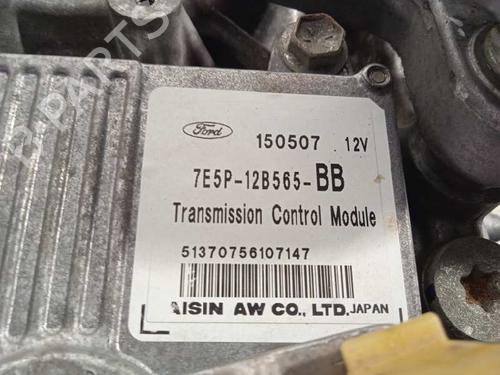 B-PARTS
Ford
150507 12V
7E5P-12B565-BB
Transmission Control Module
51370756107147
AISIN AW CO., LTD. JAPAN